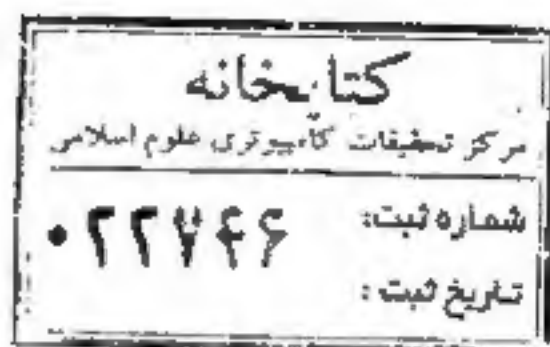 کتابخانه
مرکز تحقیقات کامپیوتری علوم اسلامی
شماره ثبت: ۰۲۲۷۴۶
تاریخ ثبت: